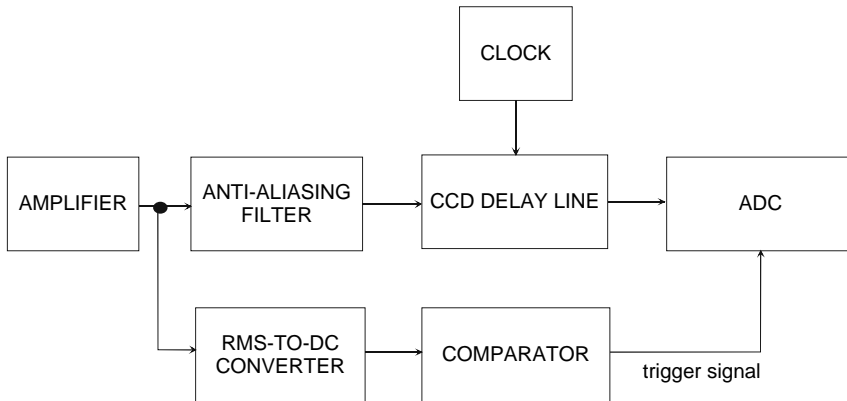 CLOCK
AMPLIFIER
ANTI-ALIASING
FILTER
CCD DELAY LINE
ADC
RMS-TO-DC
CONVERTER
COMPARATOR
trigger signal